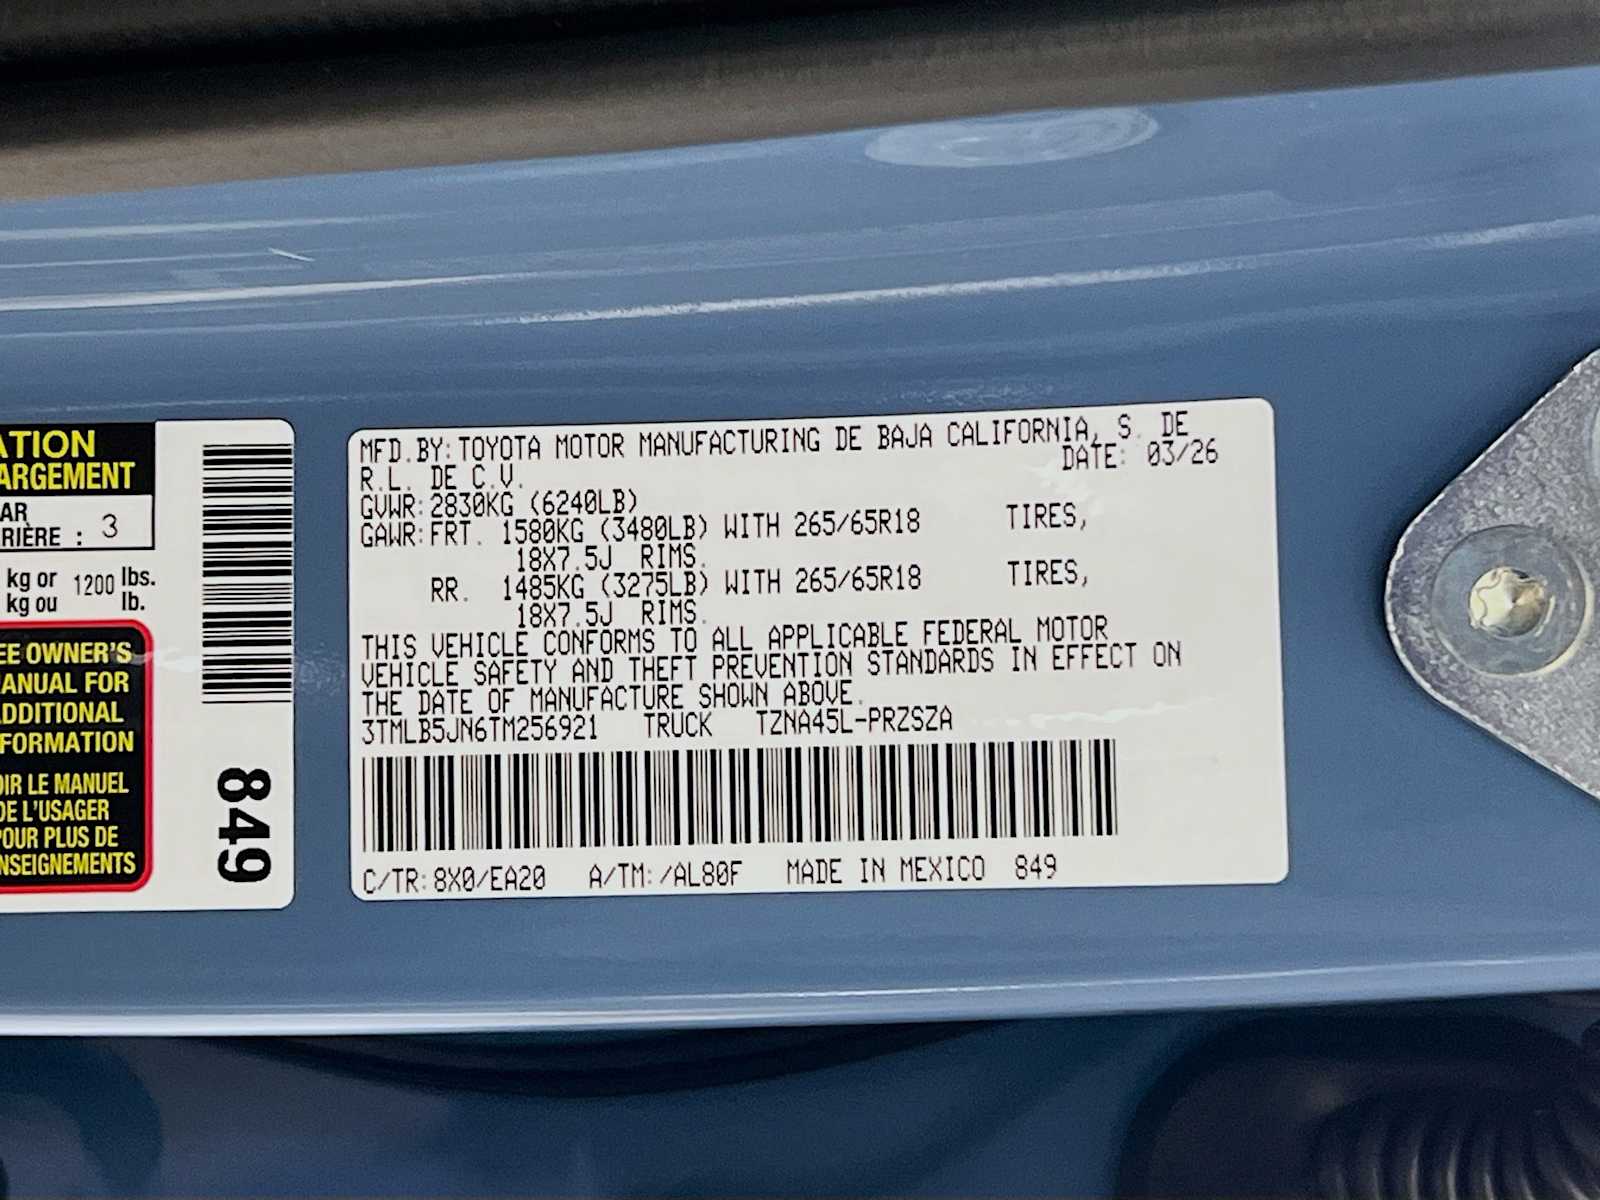 ATION
ARGEMENT
AR
RIÈRE : 3
kg or 1200 lbs.
kg ou lb.
EE OWNER'S
ANUAL FOR
DDITIONAL
FORMATION
OIR LE MANUEL
DE L'USAGER
POUR PLUS DE
NSEIGNEMENTS
849
MFD.BY:TOYOTA MOTOR MANUFACTURING DE BAJA CALIFORNIA, S. DE
R.L. DE C.V. DATE: 03/26
GVWR:2830KG (6240LB)
GAWR:FRT. 1580KG (3480LB) WITH 265/65R18 TIRES,
18X7.5J RIMS.
RR. 1485KG (3275LB) WITH 265/65R18 TIRES,
18X7.5J RIMS.
THIS VEHICLE CONFORMS TO ALL APPLICABLE FEDERAL MOTOR
VEHICLE SAFETY AND THEFT PREVENTION STANDARDS IN EFFECT ON
THE DATE OF MANUFACTURE SHOWN ABOVE.
3TMLB5JN6TM256921 TRUCK TZNA45L-PRZSZA
C/TR:8X0/EA20 A/TM:/AL80F MADE IN MEXICO 849